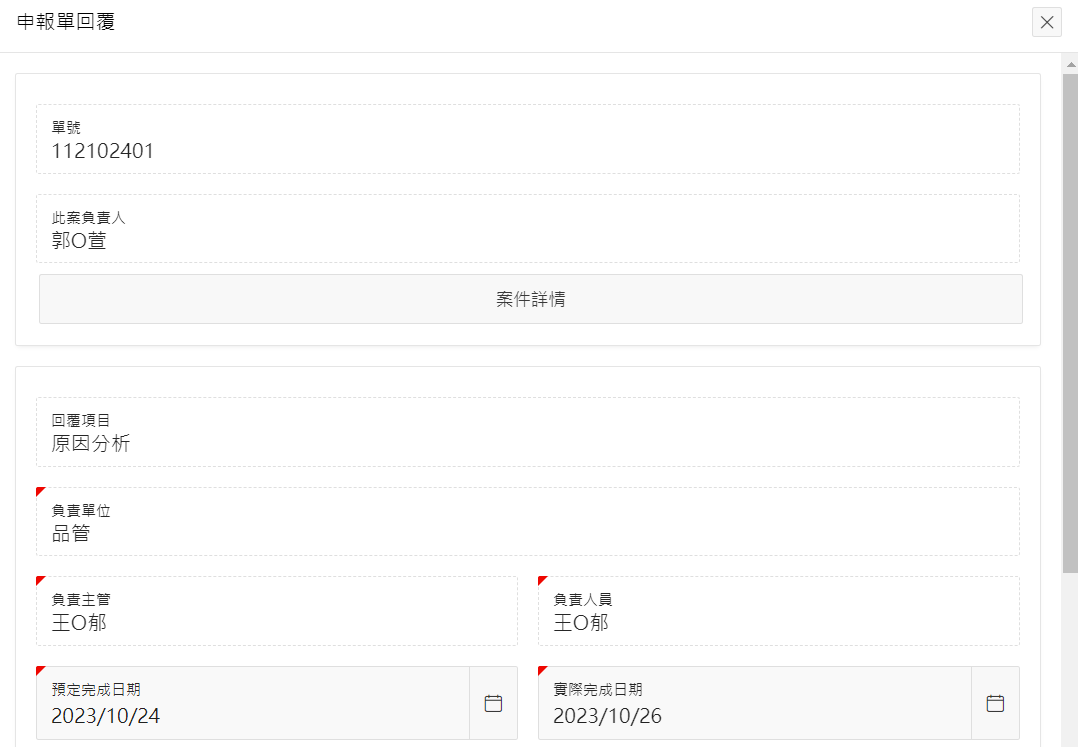 申報單回覆
單號
112102401
此案負責人
郭O萱
案件詳情
回覆項目
原因分析
負責單位
品管
負責主管
王O郁
負責人員
王O郁
預定完成日期
2023/10/24
實際完成日期
2023/10/26